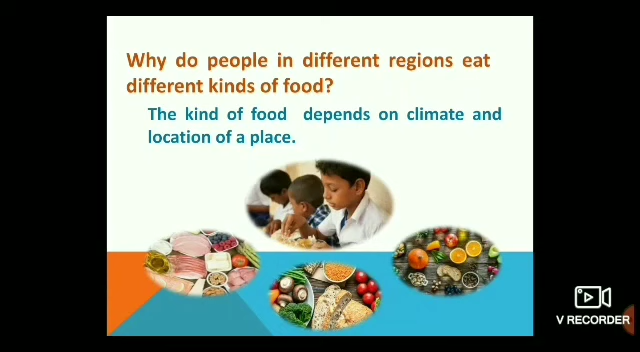 Why do people in different regions eat
different kinds of food?
The kind of food depends on climate and
location of a place.
V RECORDER